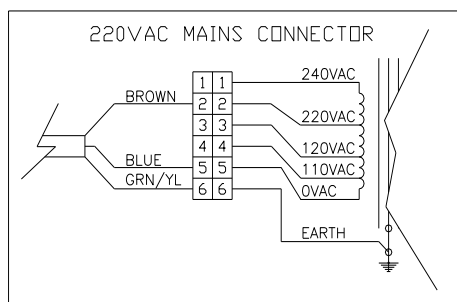 220VAC MAINS CONNECTOR
240VAC
1 1
BROWN
2 2
220VAC
3 3
120VAC
4 4
110VAC
BLUE
5 5
0VAC
GRN/YL
6 6
EARTH